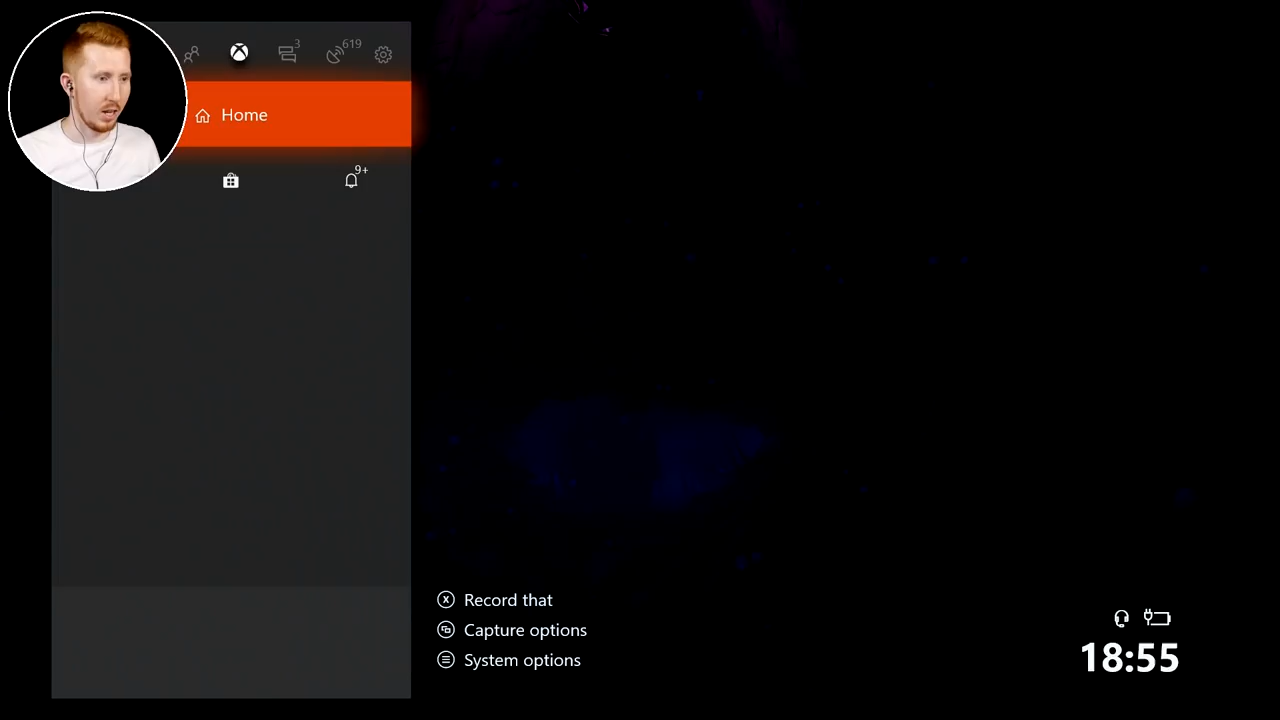 3
619
Home
9+
X Record that
Capture options
System options
18:55